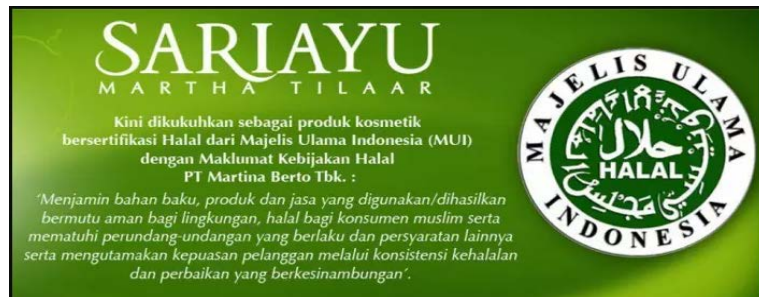 SARIAYU
MARTHA TILAAR
Kini dikukuhkan sebagai produk kosmetik
bersertifikasi Halal dari Majelis Ulama Indonesia (MUI)
dengan Maklumat Kebijakan Halal
PT Martina Berto Tbk. :
'Menjamin bahan baku, produk dan jasa yang digunakan/dihasilkan
bermutu aman bagi lingkungan, halal bagi konsumen muslim serta
mematuhi perundang-undangan yang berlaku dan persyaratan lainnya
serta mengutamakan kepuasan pelanggan melalui konsistensi kehalalan
dan perbaikan yang berkesinambungan'.
MAJELIS ULAMA
حلال
HALAL
INDONESIA